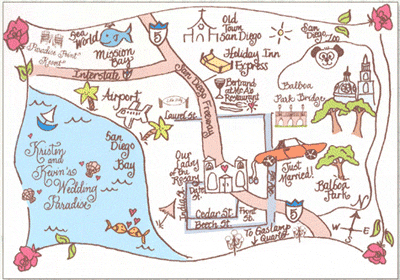 Old
Town
San Diego
San
Diego
Zoo
Sea
World
Mission
Bay
Paradise Point
Resort
5
Holiday Inn
Express
Interstate
San Diego Freeway
Bertrand
at Mr. A's
Restaurant
Balboa
Park Bridge
Airport
Laurel St.
San
Diego
Bay
Kristin
and
Kevin's
Wedding
Paradise
Our
Lady
of the
Rosary
Just
Married!
Balboa
Park
Date
St.
India St.
Cedar St.
Front
St.
Beech St.
5
To Gaslamp
Quarter
N
S
E